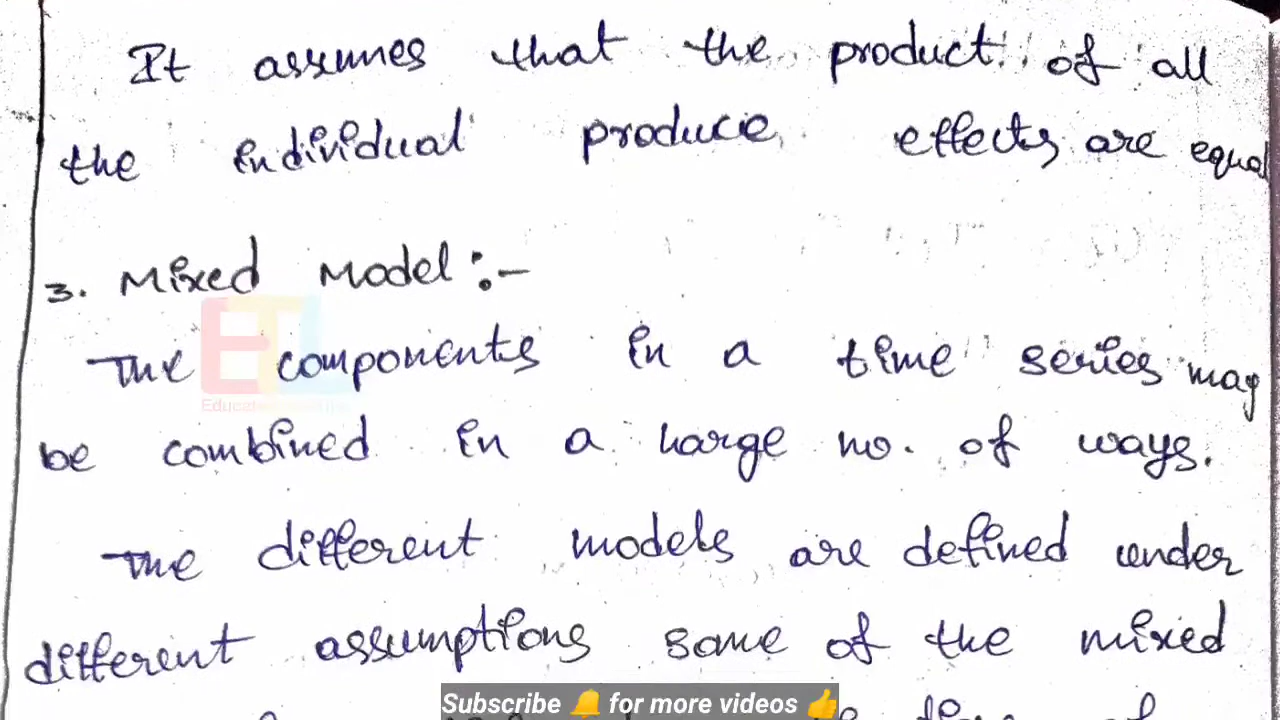 It assumes that the product of all
the individual produce effects are equal
3. Mixed Model :-
The components in a time series may
be combined in a large no. of ways.
The different models are defined under
different assumptions some of the mixed
Subscribe 🔔 for more videos 👍